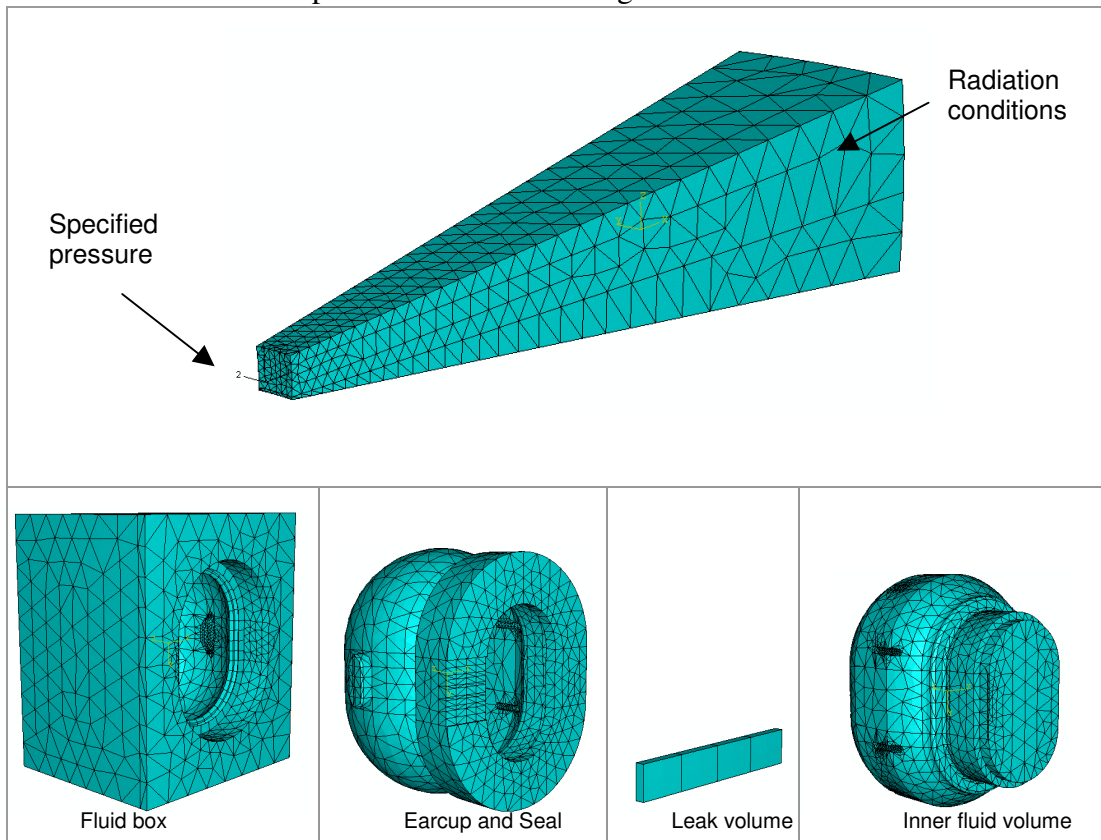 Radiation
conditions
Specified
pressure
2
Fluid box
Earcup and Seal
Leak volume
Inner fluid volume